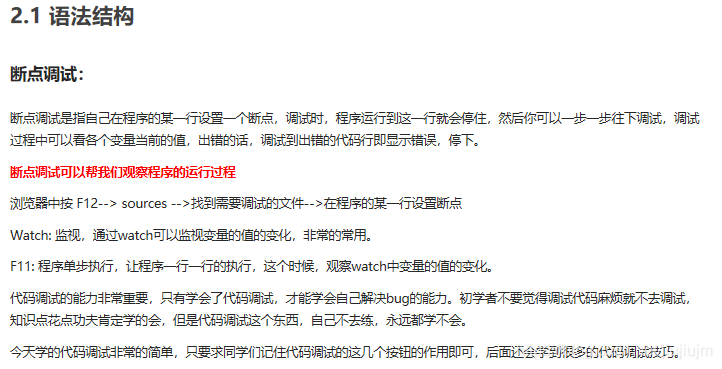 2.1 语法结构
断点调试：
断点调试是指自己在程序的某一行设置一个断点，调试时，程序运行到这一行就会停住，然后你可以一步一步往下调试，调试
过程中可以看各个变量当前的值，出错的话，调试到出错的代码行即显示错误，停下。
断点调试可以帮我们观察程序的运行过程
浏览器中按 F12--> sources -->找到需要调试的文件-->在程序的某一行设置断点
Watch: 监视，通过watch可以监视变量的值的变化，非常的常用。
F11: 程序单步执行，让程序一行一行的执行，这个时候，观察watch中变量的值的变化。
代码调试的能力非常重要，只有学会了代码调试，才能学会自己解决bug的能力。初学者不要觉得调试代码麻烦就不去调试，
知识点花点功夫肯定学的会，但是代码调试这个东西，自己不去练，永远都学不会。
今天学的代码调试非常的简单，只要求同学们记住代码调试的这几个按钮的作用即可，后面还会学到很多的代码调试技巧。